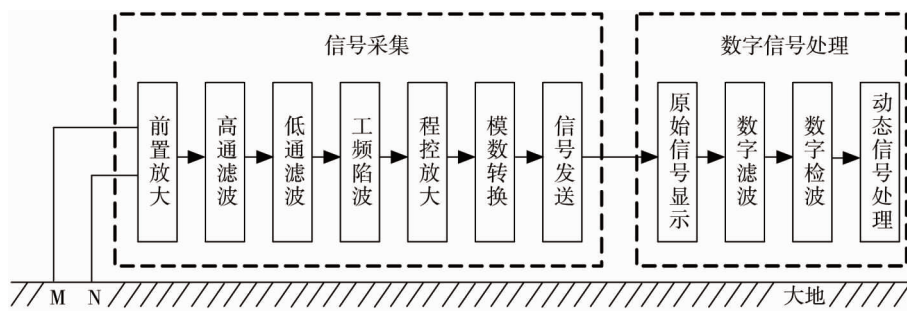 信号采集
数字信号处理
前置放大
高通滤波
低通滤波
工频陷波
程控放大
模数转换
信号发送
原始信号显示
数字滤波
数字检波
动态信号处理
M
N
大地